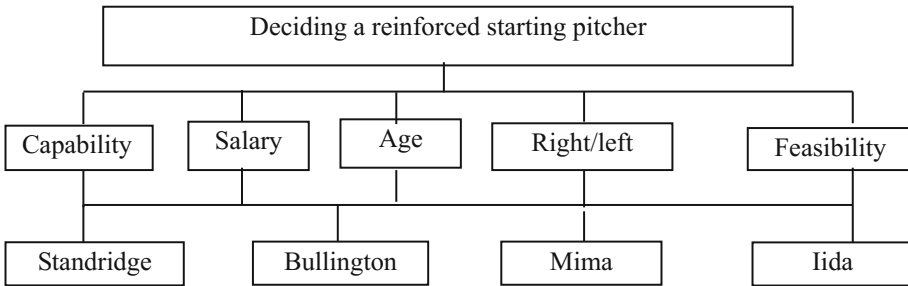 Deciding a reinforced starting pitcher
Capability
Salary
Age
Right/left
Feasibility
Standridge
Bullington
Mima
Iida